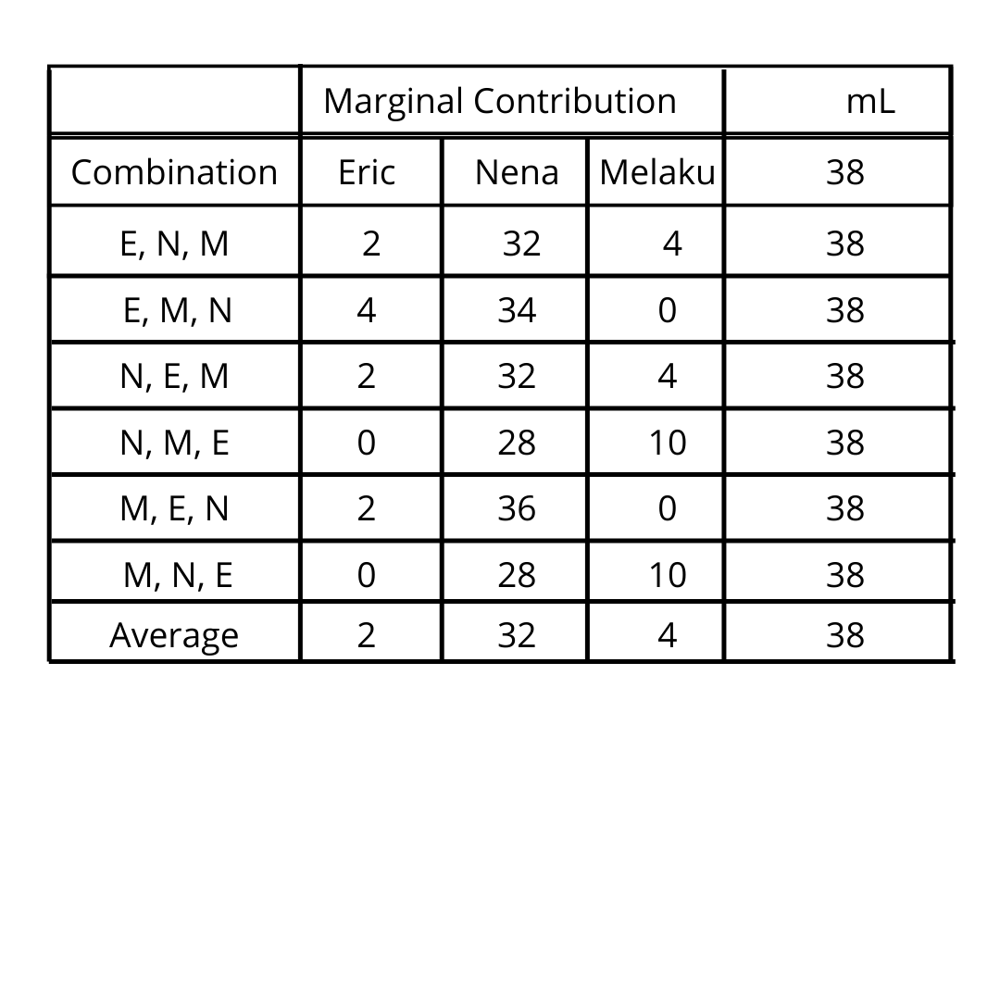 Marginal Contribution mL
Combination Eric Nena Melaku 38
E, N, M 2 32 4 38
E, M, N 4 34 0 38
N, E, M 2 32 4 38
N, M, E 0 28 10 38
M, E, N 2 36 0 38
M, N, E 0 28 10 38
Average 2 32 4 38